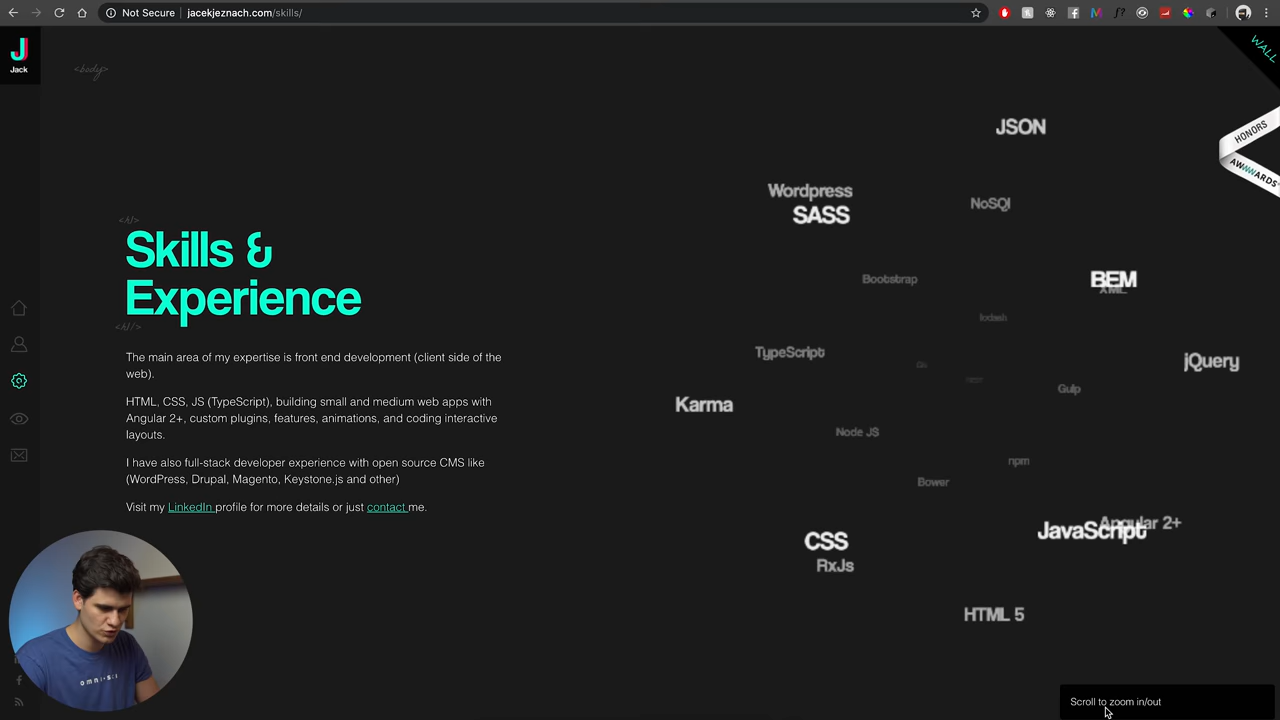 Not Secure | jacekjeznach.com/skills/
Jack
<body>
WALL
HONORS
AWWWARDS
JSON
Wordpress
SASS
NoSQl
<h/>
Skills &
Experience
<h//>
Bootstrap
BEM
XML
lodash
TypeScript
jQuery
Gulp
Karma
Node JS
npm
Bower
The main area of my expertise is front end development (client side of the
web).
HTML, CSS, JS (TypeScript), building small and medium web apps with
Angular 2+, custom plugins, features, animations, and coding interactive
layouts.
I have also full-stack developer experience with open source CMS like
(WordPress, Drupal, Magento, Keystone.js and other)
Visit my LinkedIn profile for more details or just contact me.
Angular 2+
JavaScript
CSS
RxJs
HTML 5
Scroll to zoom in/out